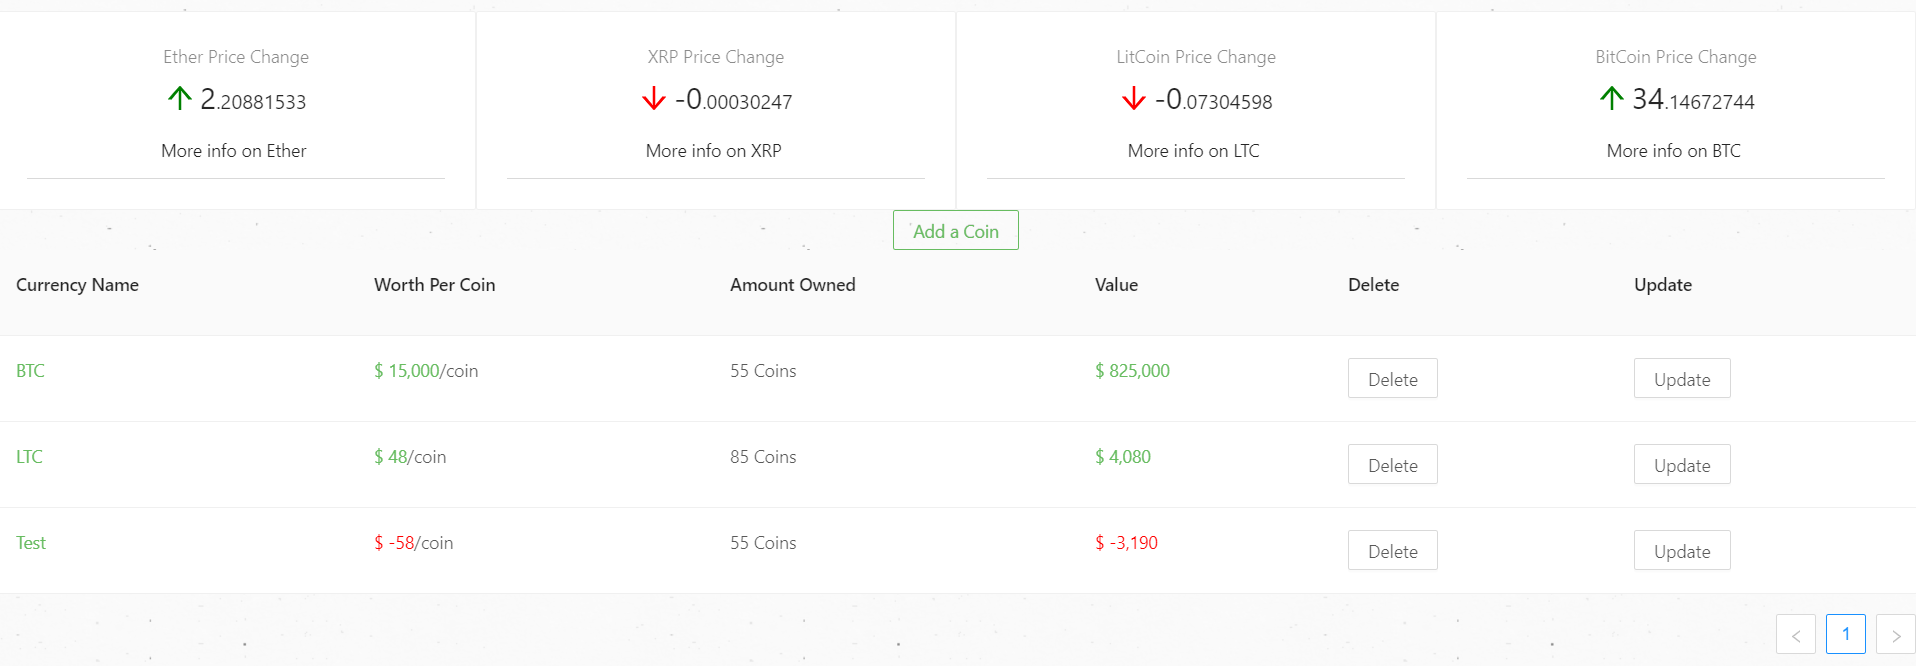 Ether Price Change
2.20881533
More info on Ether
XRP Price Change
-0.00030247
More info on XRP
LitCoin Price Change
-0.07304598
More info on LTC
BitCoin Price Change
34.14672744
More info on BTC
Add a Coin
Currency Name Worth Per Coin Amount Owned Value Delete Update
BTC $ 15,000/coin 55 Coins $ 825,000 Delete Update
LTC $ 48/coin 85 Coins $ 4,080 Delete Update
Test $ -58/coin 55 Coins $ -3,190 Delete Update
< 1 >